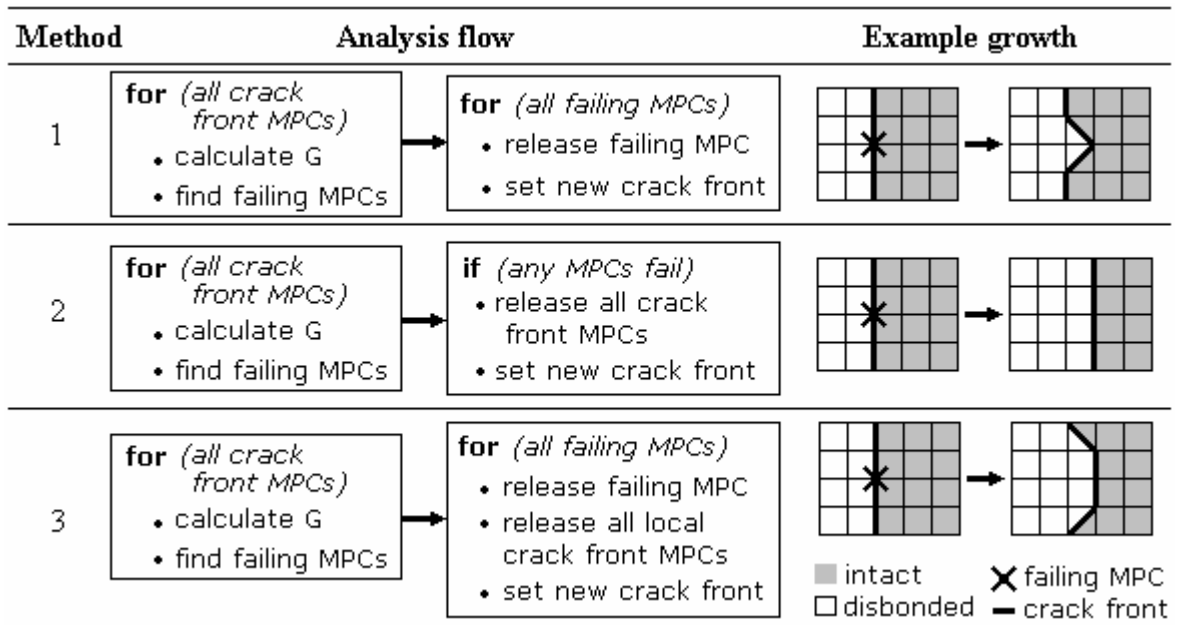 Method Analysis flow Example growth
1
for (all crack
front MPCs)
• calculate G
• find failing MPCs
for (all failing MPCs)
• release failing MPC
• set new crack front
2
for (all crack
front MPCs)
• calculate G
• find failing MPCs
if (any MPCs fail)
• release all crack
front MPCs
• set new crack front
3
for (all crack
front MPCs)
• calculate G
• find failing MPCs
for (all failing MPCs)
• release failing MPC
• release all local
crack front MPCs
• set new crack front
intact failing MPC
disbonded crack front